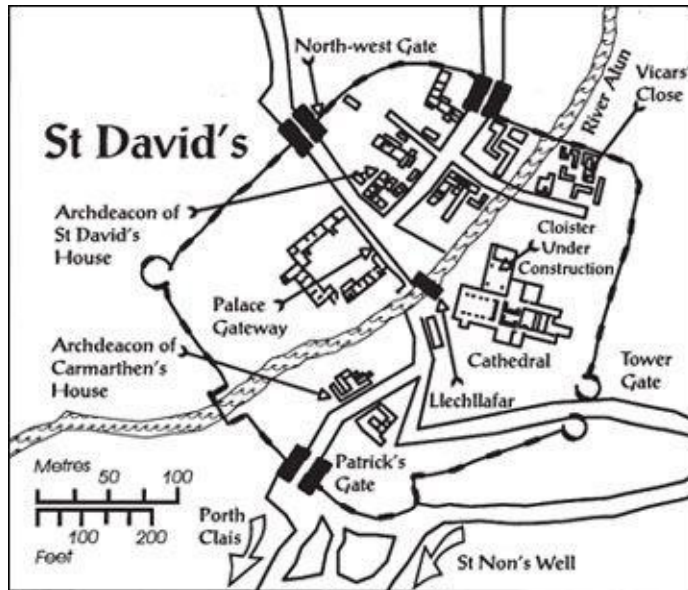 North-west Gate
River Alun
Vicars'
Close
St David's
Archdeacon of
St David's
House
Cloister
Under
Construction
Palace
Gateway
Archdeacon of
Carmarthen's
House
Cathedral
Tower
Gate
Llechllafar
Patrick's
Gate
Metres
50 100
100 200
Feet
Porth
Clais
St Non's Well